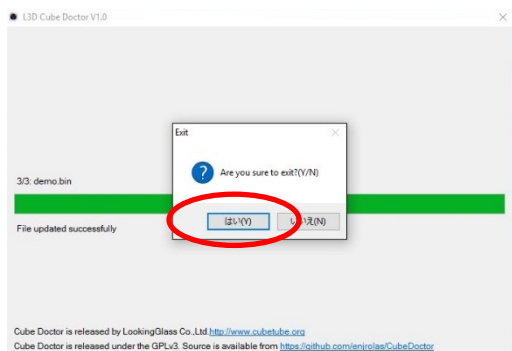 L3D Cube Doctor V1.0
Exit
Are you sure to exit?(Y/N)
3/3: demo.bin
はい(Y)
いいえ(N)
File updated successfully
Cube Doctor is released by LookingGlass Co.,Ltd.http://www.cubetube.org
Cube Doctor is released under the GPLv3. Source is available from https://github.com/enjrolas/CubeDoctor